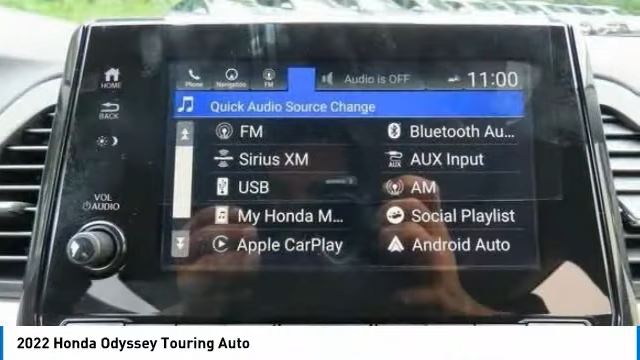 HOME
BACK
VOL
AUDIO
Phone
Navigation
FM
Audio is OFF
11:00
Quick Audio Source Change
FM
Bluetooth Au...
Sirius XM
AUX
AUX Input
USB
AM
My Honda M...
Social Playlist
Apple CarPlay
Android Auto
2022 Honda Odyssey Touring Auto